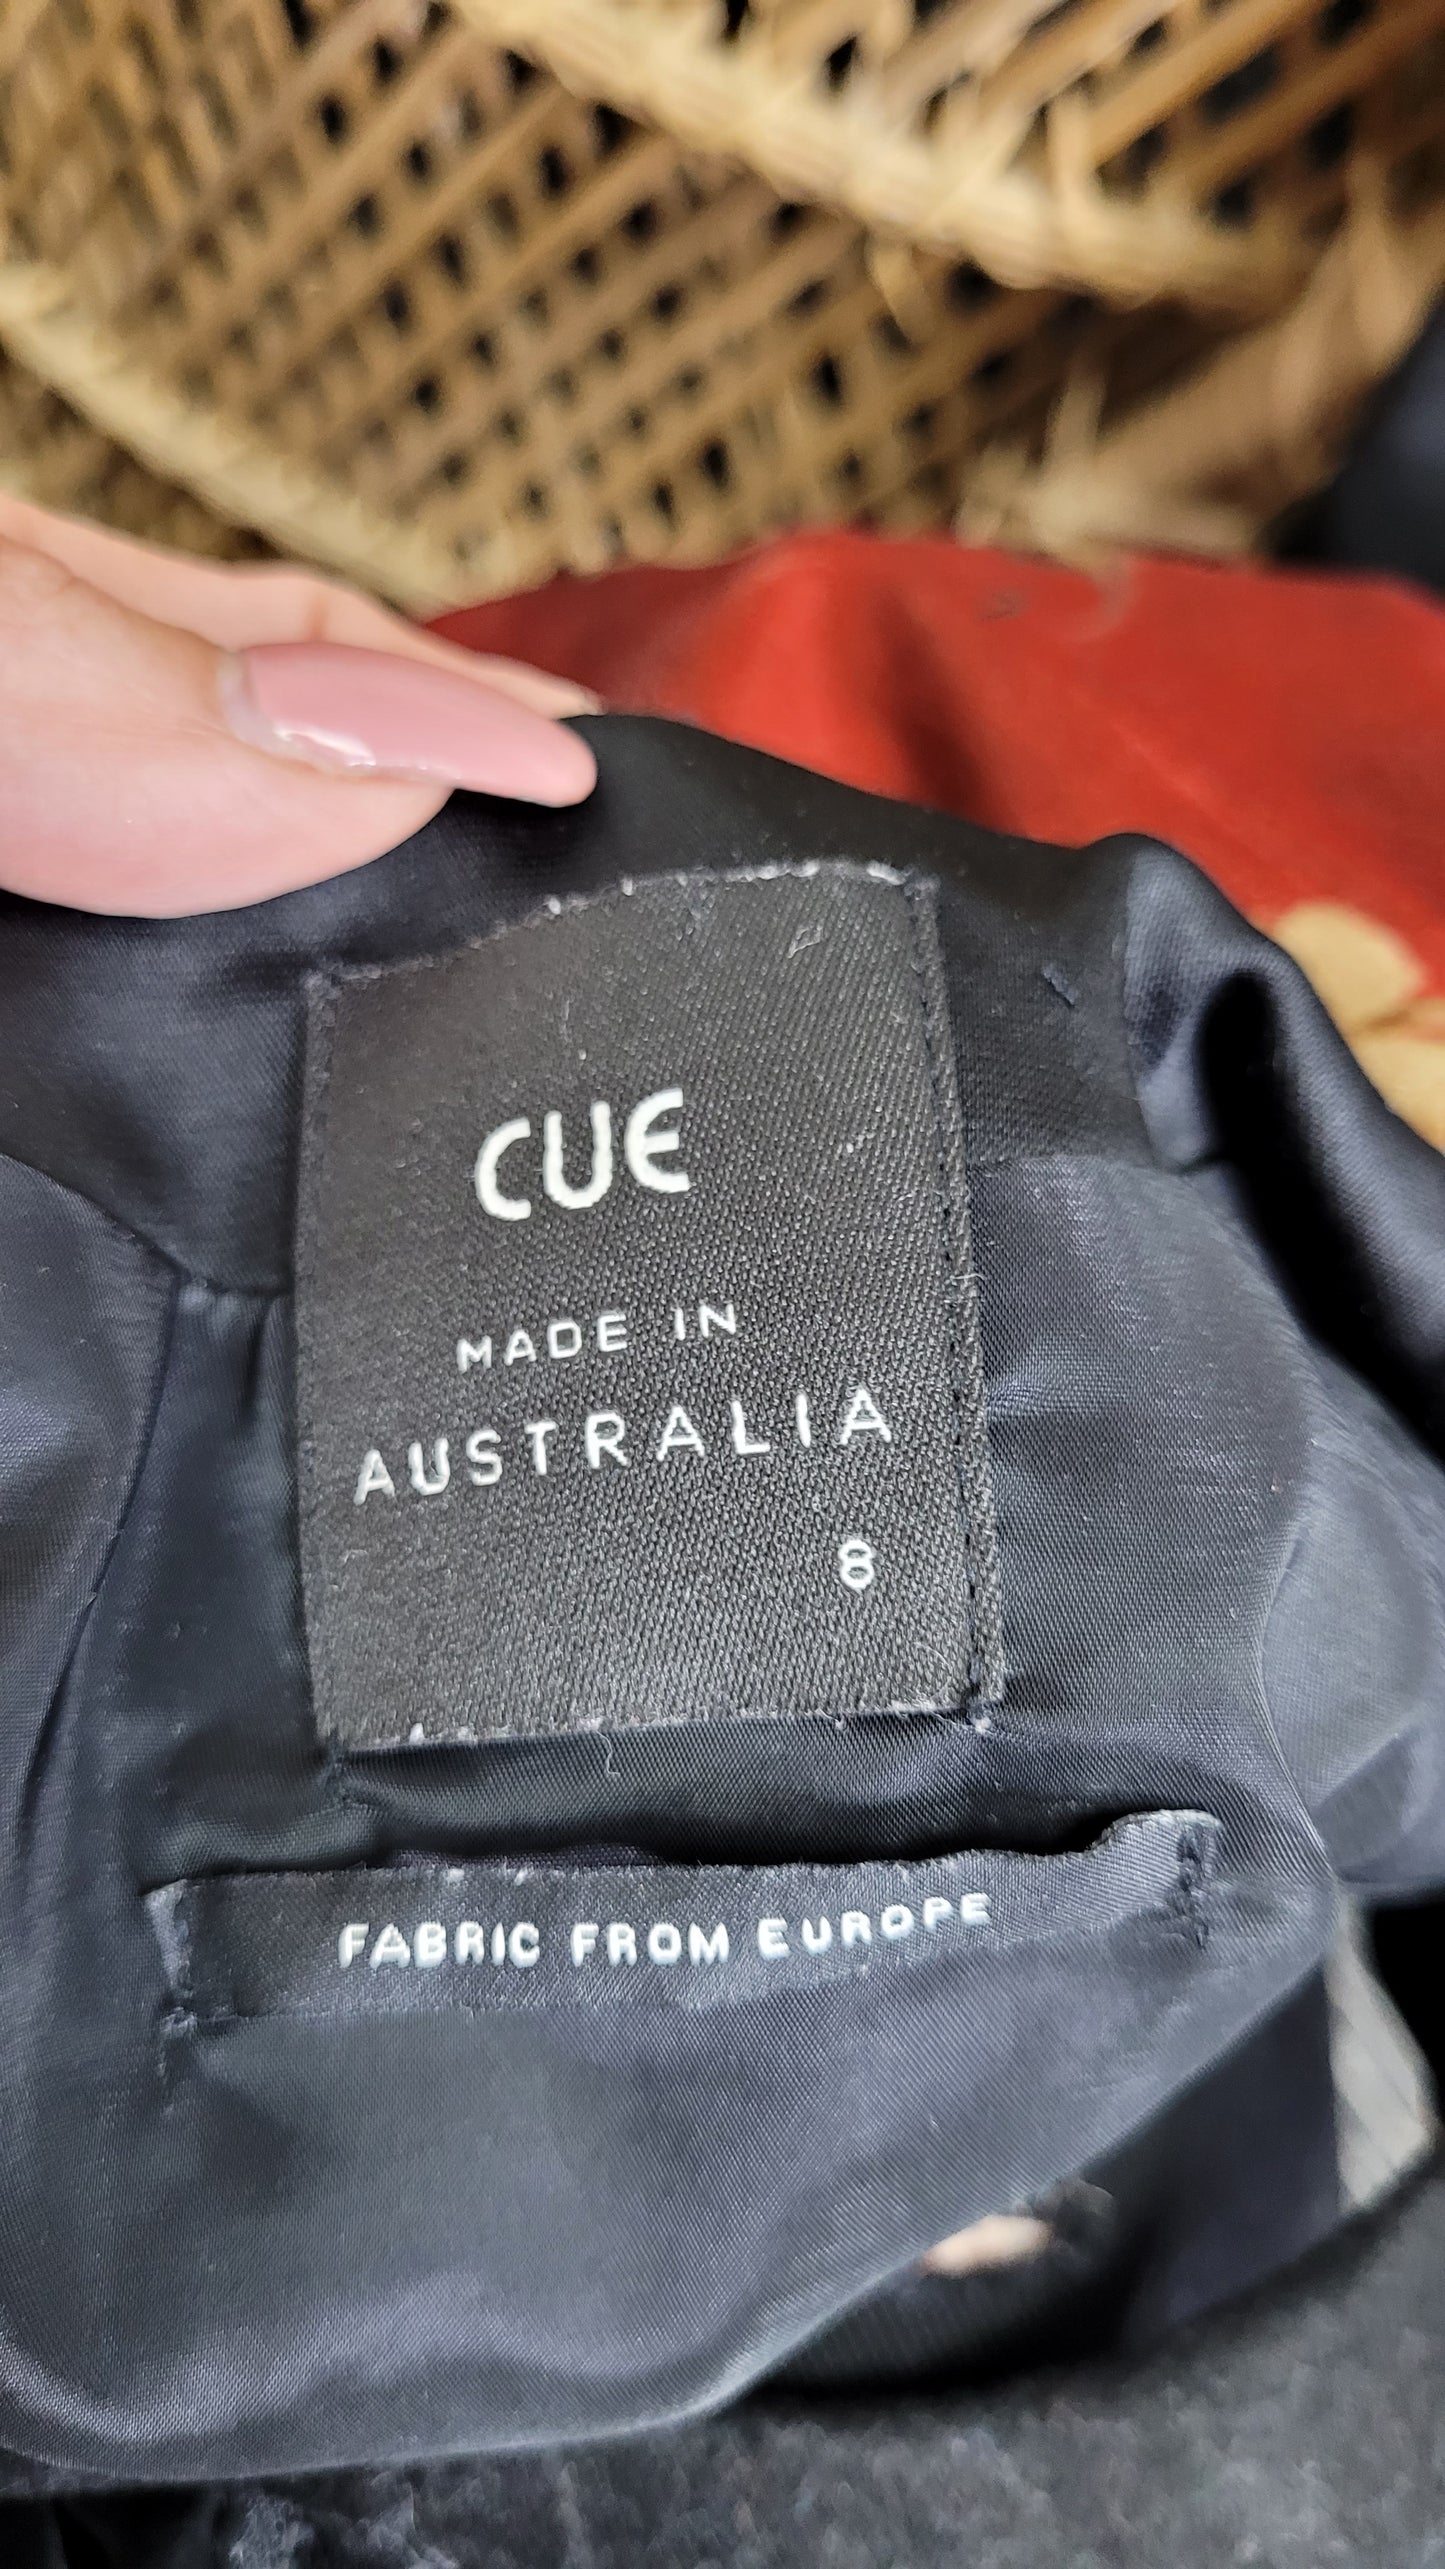 CUE
MADE IN
AUSTRALIA
8
FABRIC FROM EUROPE